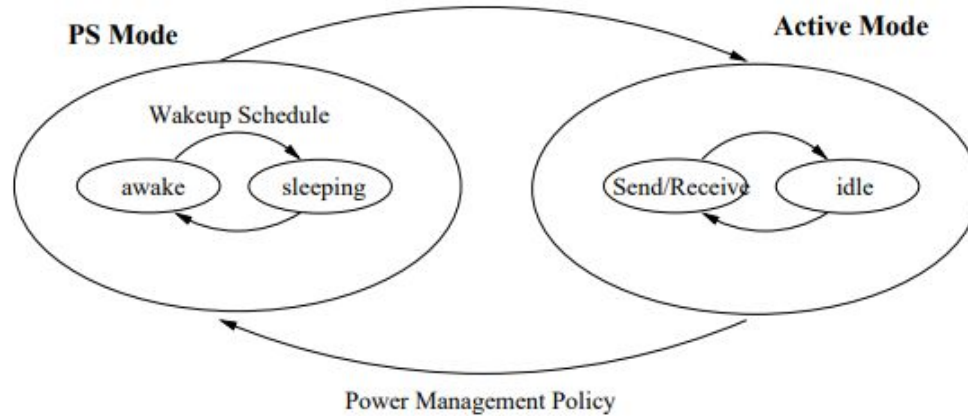 PS Mode
Active Mode
Wakeup Schedule
awake
sleeping
Send/Receive
idle
Power Management Policy